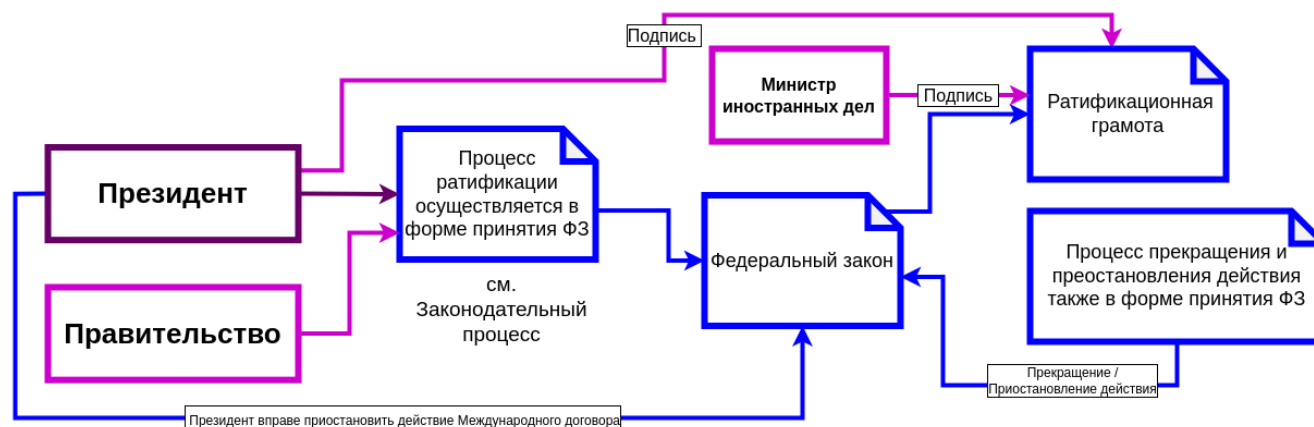 Подпись
Министр
иностранных дел
Подпись
Ратификационная
грамота
Президент
Процесс
ратификации
осуществляется в
форме принятия ФЗ
Федеральный закон
Процесс прекращения и
преостановления действия
также в форме принятия ФЗ
см.
Законодательный
процесс
Правительство
Прекращение /
Приостановление действия
Президент вправе приостановить действие Международного договора